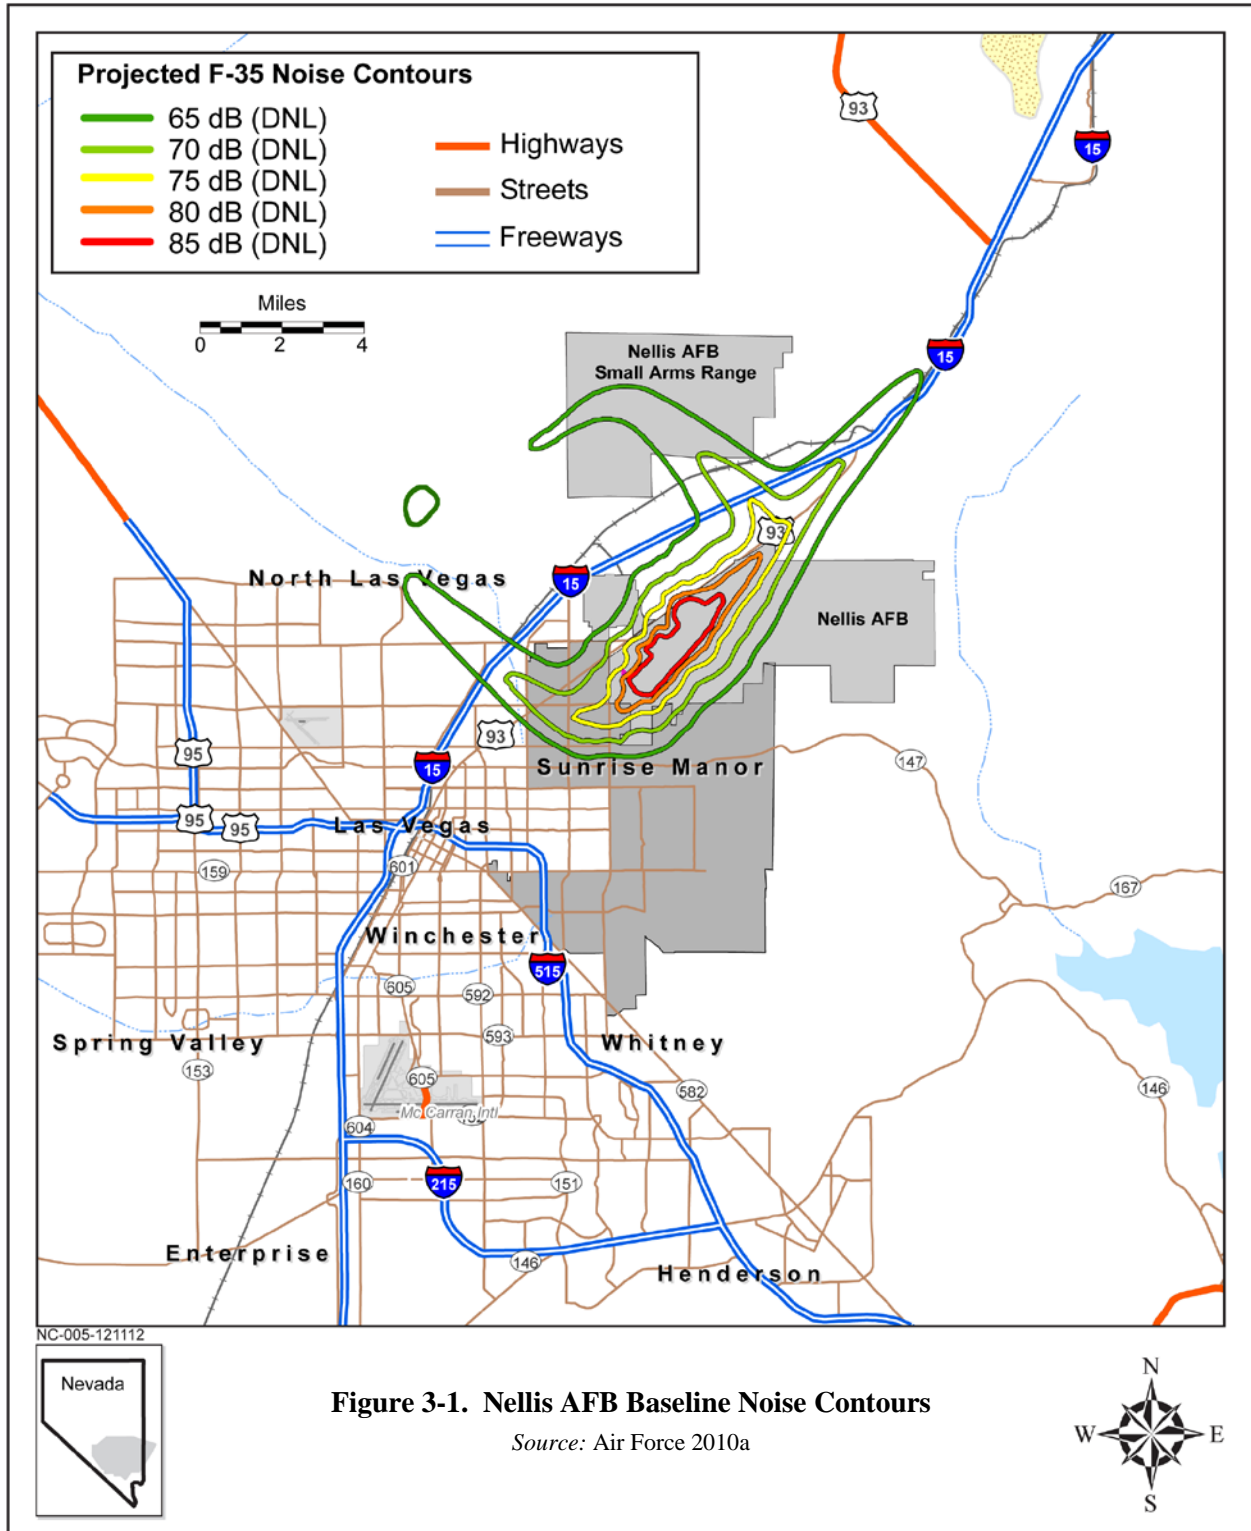 Projected F-35 Noise Contours
65 dB (DNL)
70 dB (DNL)
75 dB (DNL)
80 dB (DNL)
85 dB (DNL)
Highways
Streets
Freeways
Miles
0 2 4
93
15
Nellis AFB
Small Arms Range
15
93
North Las Vegas
15
Nellis AFB
93
95
15
Sunrise Manor
147
95
95
Las Vegas
159
601
167
Winchester
515
605
592
593
Spring Valley
Whitney
153
605
582
146
Mc Carran Intl
604
160
215
151
Enterprise
146
Henderson
NC-005-121112
Nevada
Figure 3-1. Nellis AFB Baseline Noise Contours
Source: Air Force 2010a
N
W E
S